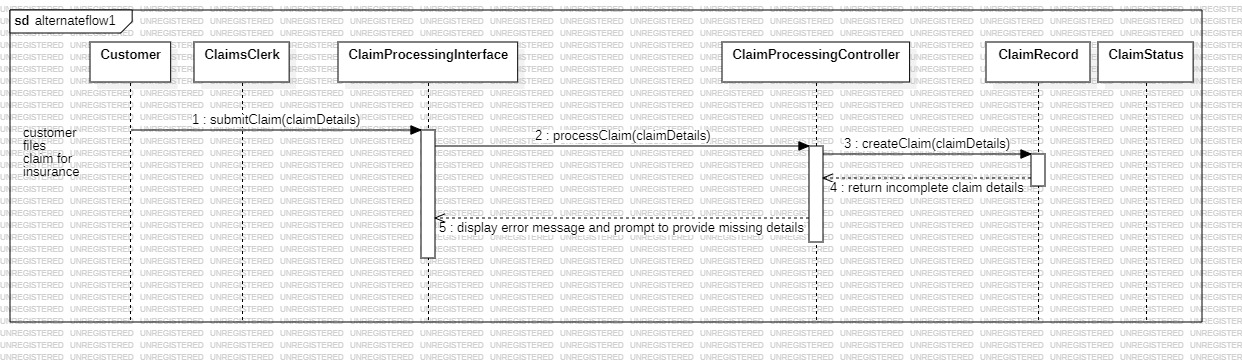 sd alternateflow1
Customer
ClaimsClerk
ClaimProcessingInterface
ClaimProcessingController
ClaimRecord
ClaimStatus
customer
files
claim for
insurance
1 : submitClaim(claimDetails)
2 : processClaim(claimDetails)
3 : createClaim(claimDetails)
4 : return incomplete claim details
5 : display error message and prompt to provide missing details
UNREGISTERED